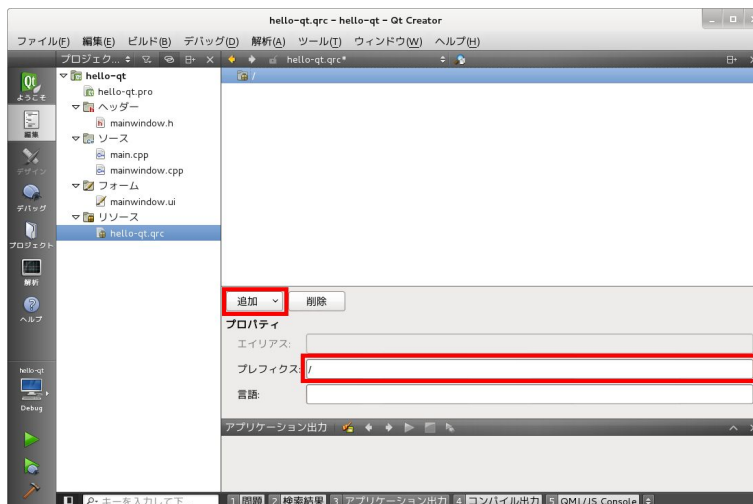 hello-qt.qrc - hello-qt - Qt Creator
ファイル(F) 編集(E) ビルド(B) デバッグ(D) 解析(A) ツール(T) ウィンドウ(W) ヘルプ(H)
プロジェク... hello-qt.qrc*
hello-qt
/
hello-qt.pro
ヘッダー
mainwindow.h
ソース
main.cpp
mainwindow.cpp
フォーム
mainwindow.ui
リソース
hello-qt.qrc
Qt
ようこそ
編集
デザイン
デバッグ
プロジェクト
解析
ヘルプ
hello-qt
Debug
追加 削除
プロパティ
エイリアス:
プレフィクス: /
言語:
アプリケーション出力
キーを入力して下 1 問題 2 検索結果 3 アプリケーション出力 4 コンパイル出力 5 QML/JS Console